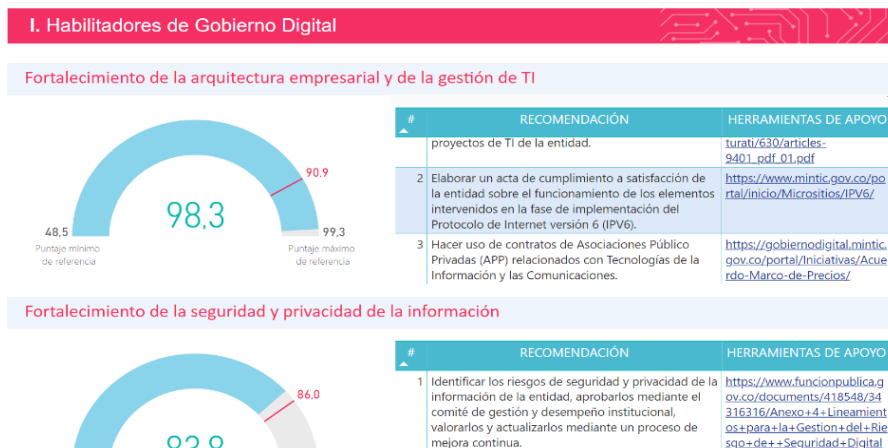 I. Habilitadores de Gobierno Digital
Fortalecimiento de la arquitectura empresarial y de la gestión de TI
90,9
98,3
48,5
Puntaje mínimo
de referencia
99,3
Puntaje máximo
de referencia
# RECOMENDACIÓN HERRAMIENTAS DE APOYO
proyectos de TI de la entidad.
turati/630/articles-
9401_pdf_01.pdf
2 Elaborar un acta de cumplimiento a satisfacción de
la entidad sobre el funcionamiento de los elementos
intervenidos en la fase de implementación del
Protocolo de Internet versión 6 (IPV6).
https://www.mintic.gov.co/po
rtal/inicio/Micrositios/IPV6/
3 Hacer uso de contratos de Asociaciones Público
Privadas (APP) relacionados con Tecnologías de la
Información y las Comunicaciones.
https://gobiernodigital.mintic.
gov.co/portal/Iniciativas/Acue
rdo-Marco-de-Precios/
Fortalecimiento de la seguridad y privacidad de la información
86,0
# RECOMENDACIÓN HERRAMIENTAS DE APOYO
1 Identificar los riesgos de seguridad y privacidad de la
información de la entidad, aprobarlos mediante el
comité de gestión y desempeño institucional,
valorarlos y actualizarlos mediante un proceso de
mejora continua.
https://www.funcionpublica.g
ov.co/documents/418548/34
316316/Anexo+4+Lineamient
os+para+la+Gestion+del+Rie
sgo+de++Seguridad+Digital